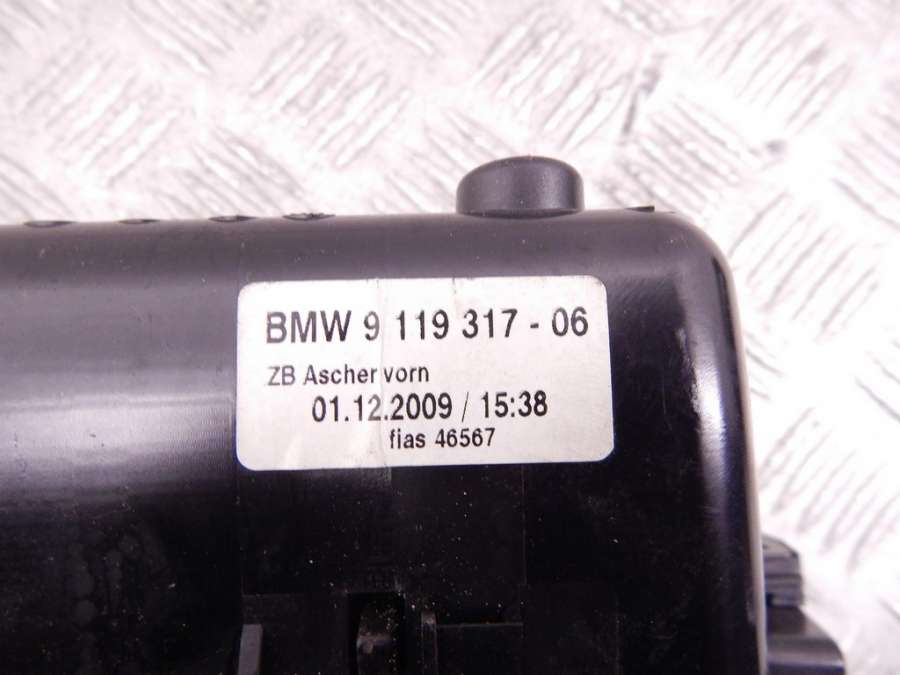 BMW 9 119 317 - 06
ZB Ascher vorn
01.12.2009 / 15:38
fias 46567